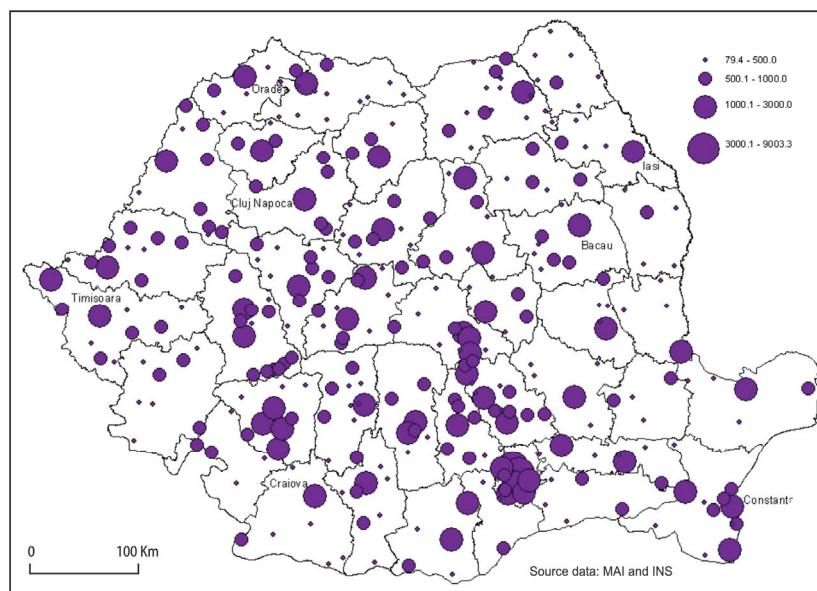 79.4 - 500.0
500.1 - 1000.0
1000.1 - 3000.0
3000.1 - 9003.3
Oradea
Iasi
Cluj Napoca
Bacau
Timisoara
Craiova
Constanta
0 100 Km
Source data: MAI and INS